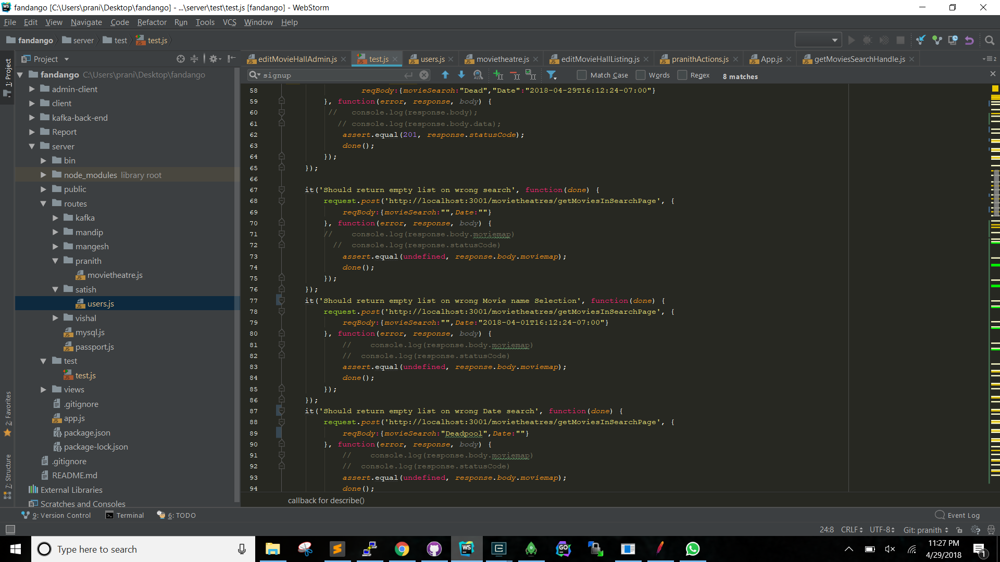 fandango [C:\Users\prani\Desktop\fandango] - ...\server\test\test.js [fandango] - WebStorm
File Edit View Navigate Code Refactor Run Tools VCS Window Help
fandango server test test.js
Project
editMovieHallAdmin.js test.js users.js movietheatre.js editMovieHallListing.js pranithActions.js App.js getMoviesSearchHandle.js
signup Match Case Words Regex 8 matches
1: Project
2: Favorites
7: Structure
fandango C:\Users\prani\Desktop\fandango
admin-client
client
kafka-back-end
Report
server
bin
node_modules library root
public
routes
kafka
mandip
mangesh
pranith
movietheatre.js
satish
users.js
vishal
mysql.js
passport.js
test
test.js
views
.gitignore
app.js
package.json
package-lock.json
.gitignore
README.md
External Libraries
Scratches and Consoles
58 reqBody:{movieSearch:"Dead","Date":"2018-04-29T16:12:24-07:00"}
59 }, function(error, response, body) {
60 // console.log(response.body);
61 // console.log(response.body.data);
62 assert.equal(201, response.statusCode);
63 done();
64 });
65 });
66
67 it('Should return empty list on wrong search', function(done) {
68 request.post('http://localhost:3001/movietheatres/getMoviesInSearchPage', {
69 reqBody:{movieSearch:"",Date:""}
70 }, function(error, response, body) {
71 // console.log(response.body.moviemap)
72 // console.log(response.statusCode)
73 assert.equal(undefined, response.body.moviemap);
74 done();
75 });
76 });
77 it('Should return empty list on wrong Movie name Selection', function(done) {
78 request.post('http://localhost:3001/movietheatres/getMoviesInSearchPage', {
79 reqBody:{movieSearch:"",Date:"2018-04-01T16:12:24-07:00"}
80 }, function(error, response, body) {
81 // console.log(response.body.moviemap)
82 // console.log(response.statusCode)
83 assert.equal(undefined, response.body.moviemap);
84 done();
85 });
86 });
87 it('Should return empty list on wrong Date search', function(done) {
88 request.post('http://localhost:3001/movietheatres/getMoviesInSearchPage', {
89 reqBody:{movieSearch:"Deadpool",Date:""}
90 }, function(error, response, body) {
91 // console.log(response.body.moviemap)
92 // console.log(response.statusCode)
93 assert.equal(undefined, response.body.moviemap);
94 done();
callback for describe()
9: Version Control Terminal 6: TODO Event Log
24:8 CRLF UTF-8 Git: pranith
Type here to search
11:27 PM
4/29/2018
1